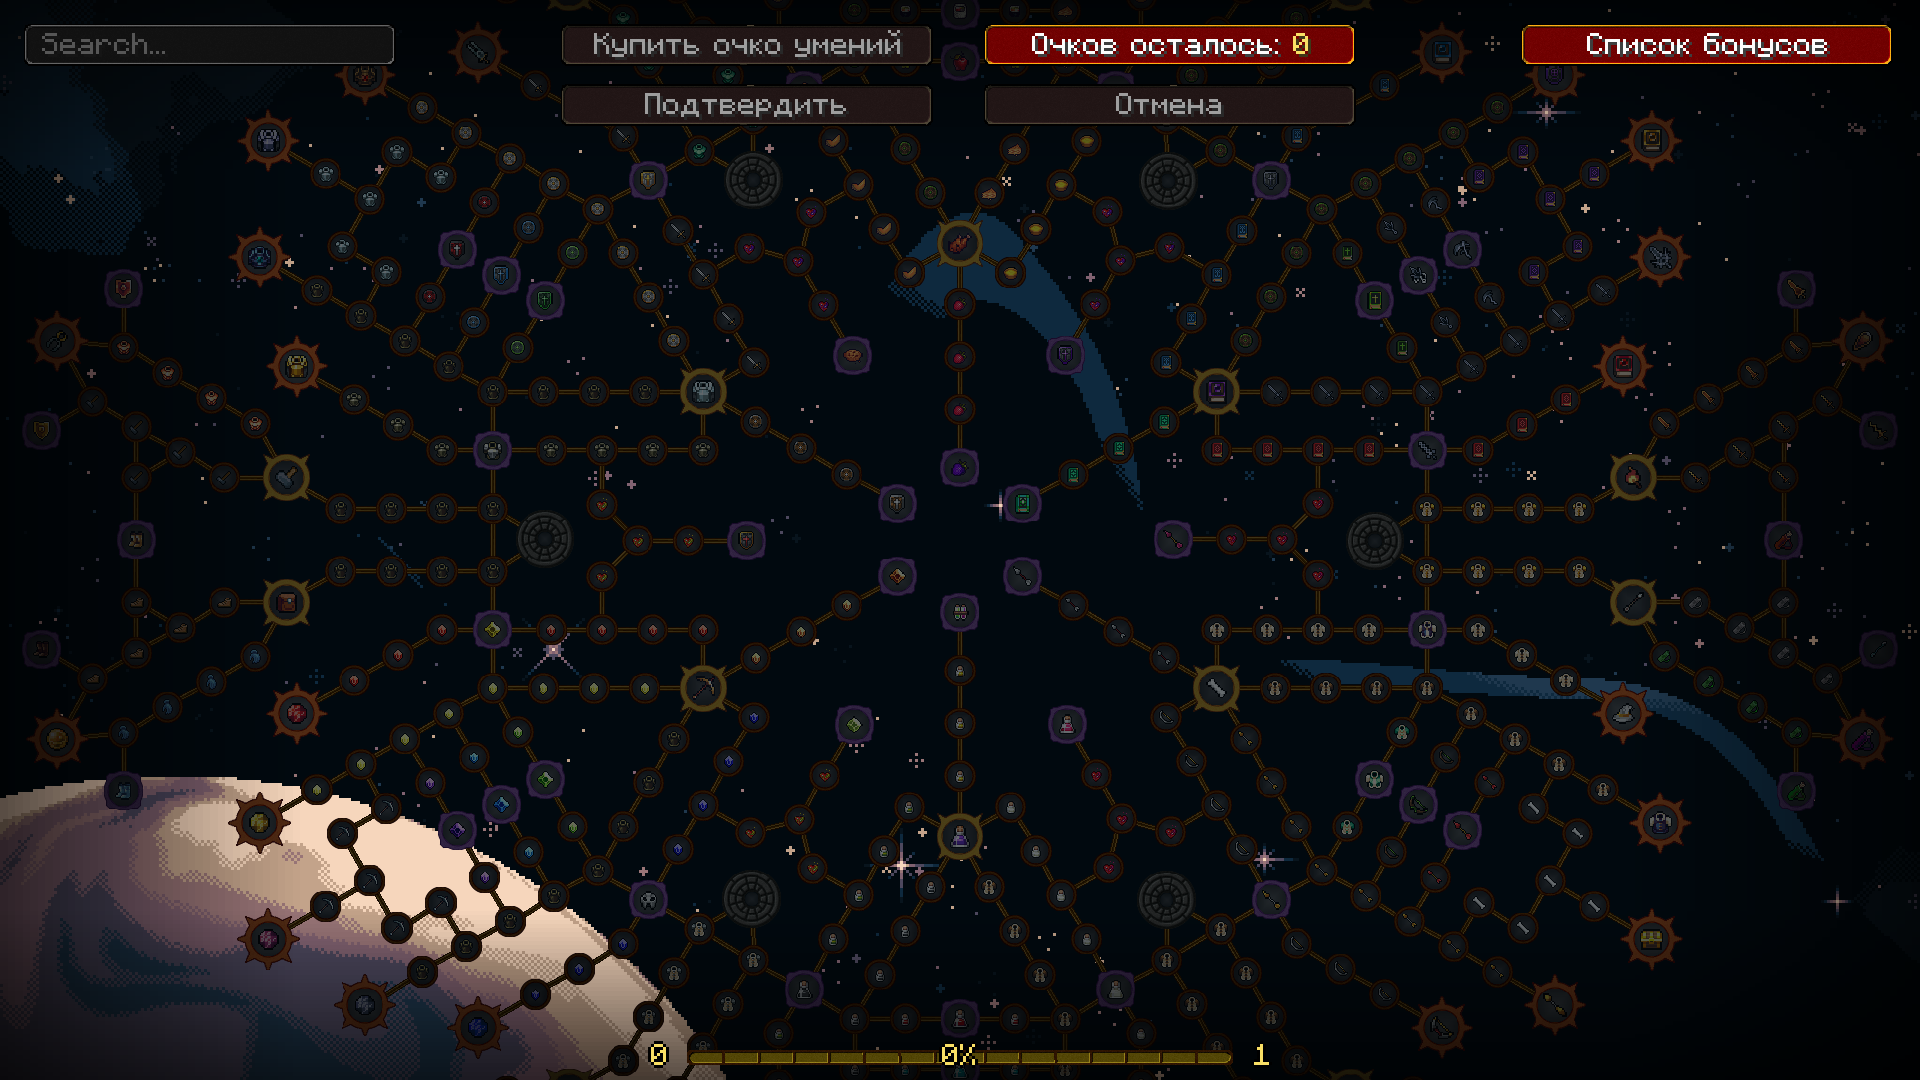 Search...
Купить очко умений
Очков осталось: 0
Список бонусов
Подтвердить
Отмена
0
0%
1